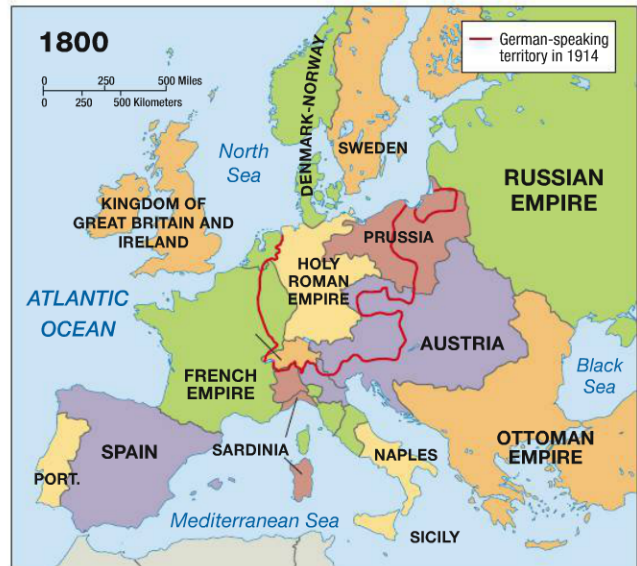 1800
German-speaking
territory in 1914
0 250 500 Miles
0 250 500 Kilometers
North
Sea
DENMARK-NORWAY
SWEDEN
RUSSIAN
EMPIRE
KINGDOM OF
GREAT BRITAIN AND
IRELAND
PRUSSIA
HOLY
ROMAN
EMPIRE
ATLANTIC
OCEAN
AUSTRIA
Black
Sea
FRENCH
EMPIRE
SPAIN
PORT.
SARDINIA
NAPLES
OTTOMAN
EMPIRE
Mediterranean Sea
SICILY